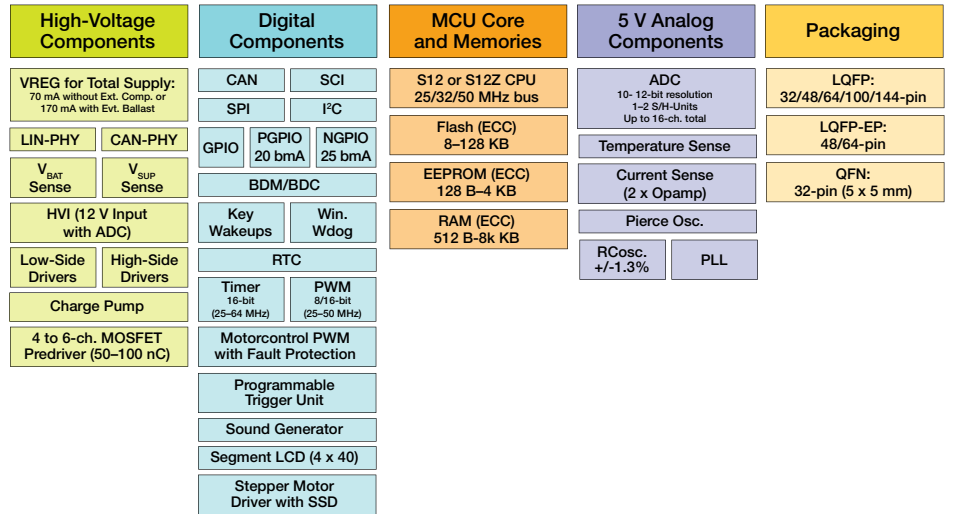 High-Voltage
Components
VREG for Total Supply:
70 mA without Ext. Comp. or
170 mA with Evt. Ballast
LIN-PHY
CAN-PHY
VBAT
Sense
VSUP
Sense
HVI (12 V Input
with ADC)
Low-Side
Drivers
High-Side
Drivers
Charge Pump
4 to 6-ch. MOSFET
Predriver (50–100 nC)
Digital
Components
CAN
SCI
SPI
I²C
GPIO
PGPIO
20 bmA
NGPIO
25 bmA
BDM/BDC
Key
Wakeups
Win.
Wdog
RTC
Timer
16-bit
(25–64 MHz)
PWM
8/16-bit
(25–50 MHz)
Motorcontrol PWM
with Fault Protection
Programmable
Trigger Unit
Sound Generator
Segment LCD (4 x 40)
Stepper Motor
Driver with SSD
MCU Core
and Memories
S12 or S12Z CPU
25/32/50 MHz bus
Flash (ECC)
8–128 KB
EEPROM (ECC)
128 B–4 KB
RAM (ECC)
512 B-8k KB
5 V Analog
Components
ADC
10- 12-bit resolution
1–2 S/H-Units
Up to 16-ch. total
Temperature Sense
Current Sense
(2 x Opamp)
Pierce Osc.
RCosc.
+/-1.3%
PLL
Packaging
LQFP:
32/48/64/100/144-pin
LQFP-EP:
48/64-pin
QFN:
32-pin (5 x 5 mm)